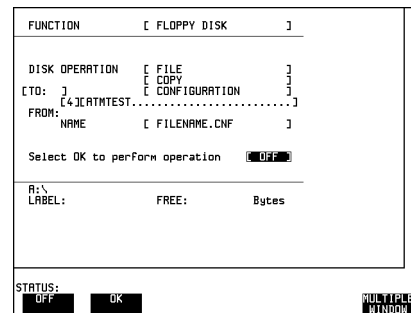 FUNCTION [ FLOPPY DISK ]
DISK OPERATION [ FILE ]
[ COPY ]
[TO: ] [ CONFIGURATION ]
[4][ATMTEST.........................]
FROM:
NAME [ FILENAME.CNF ]
Select OK to perform operation [ OFF ]
A:\
LABEL: FREE: Bytes
STATUS:
OFF OK MULTIPLE
WINDOW